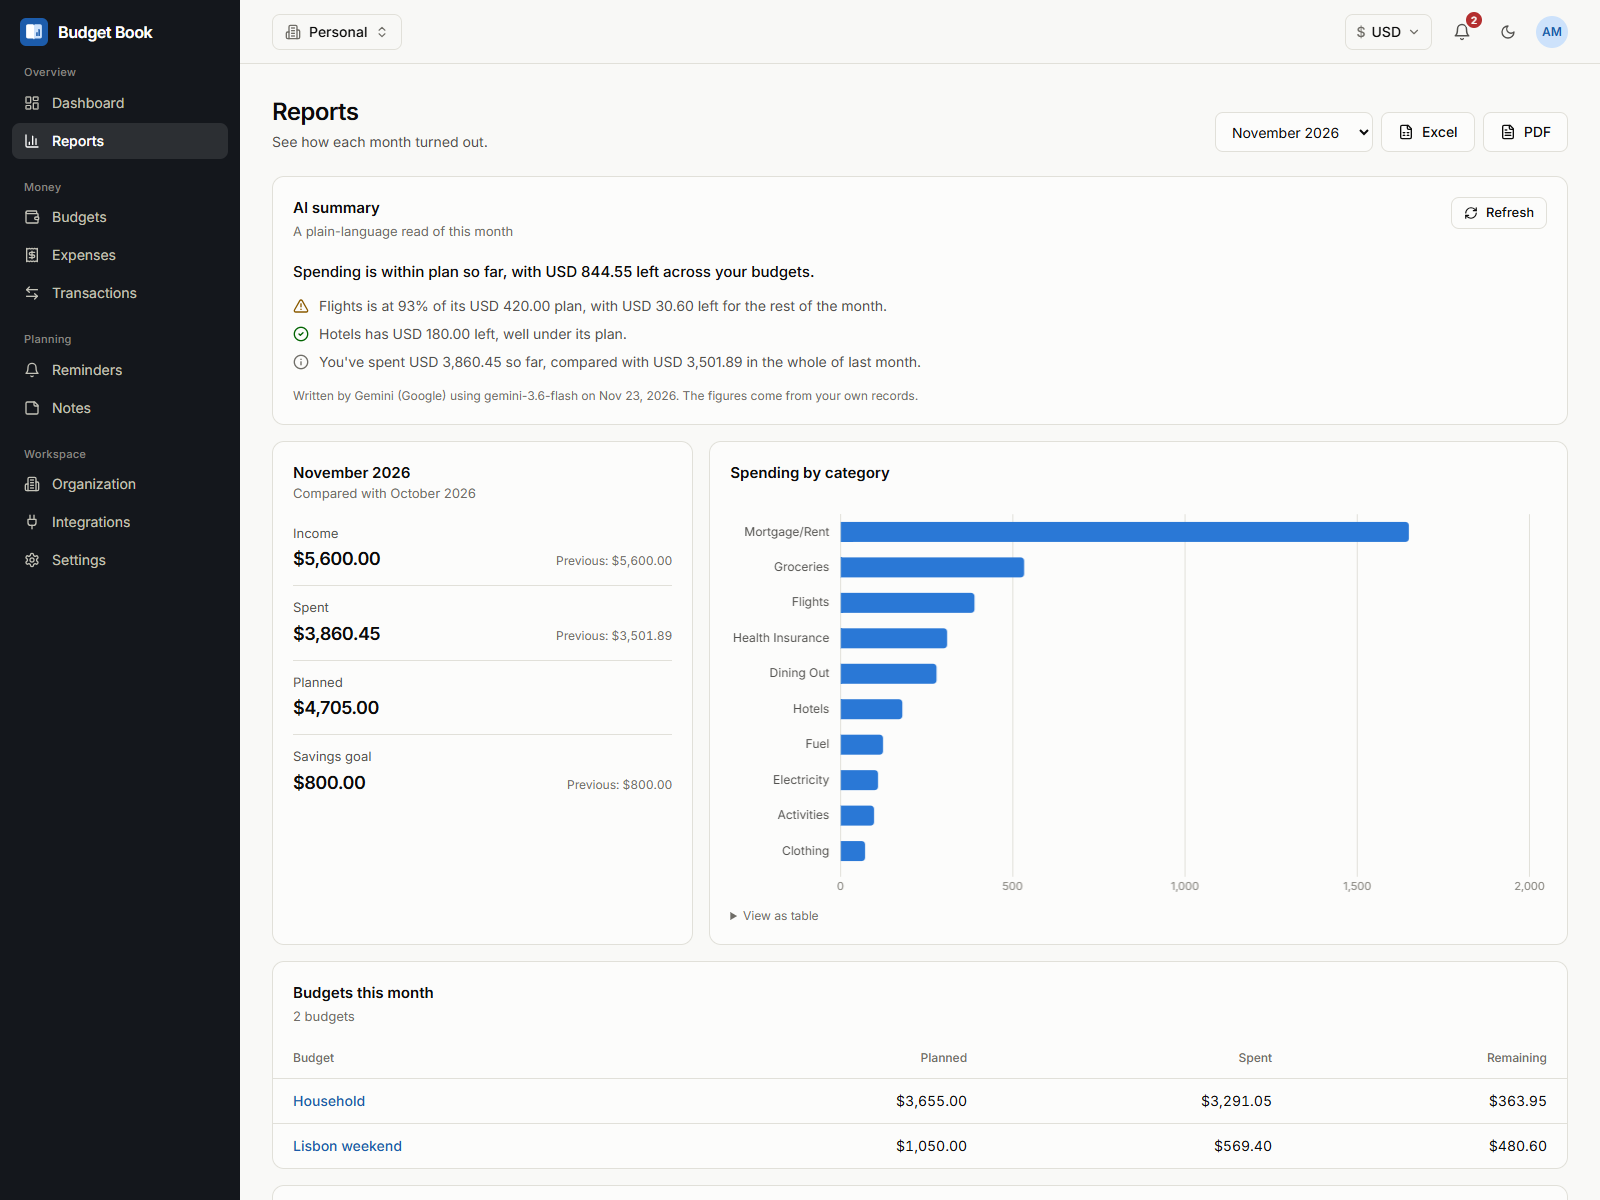 Budget Book
Overview
Dashboard
Reports
Money
Budgets
Expenses
Transactions
Planning
Reminders
Notes
Workspace
Organization
Integrations
Settings
Personal
$ USD
2
AM
Reports
See how each month turned out.
November 2026
Excel
PDF
AI summary
A plain-language read of this month
Refresh
Spending is within plan so far, with USD 844.55 left across your budgets.
Flights is at 93% of its USD 420.00 plan, with USD 30.60 left for the rest of the month.
Hotels has USD 180.00 left, well under its plan.
You've spent USD 3,860.45 so far, compared with USD 3,501.89 in the whole of last month.
Written by Gemini (Google) using gemini-3.6-flash on Nov 23, 2026. The figures come from your own records.
November 2026
Compared with October 2026
Income
$5,600.00 Previous: $5,600.00
Spent
$3,860.45 Previous: $3,501.89
Planned
$4,705.00
Savings goal
$800.00 Previous: $800.00
Spending by category
Mortgage/Rent
Groceries
Flights
Health Insurance
Dining Out
Hotels
Fuel
Electricity
Activities
Clothing
0 500 1,000 1,500 2,000
View as table
Budgets this month
2 budgets
Budget Planned Spent Remaining
Household $3,655.00 $3,291.05 $363.95
Lisbon weekend $1,050.00 $569.40 $480.60